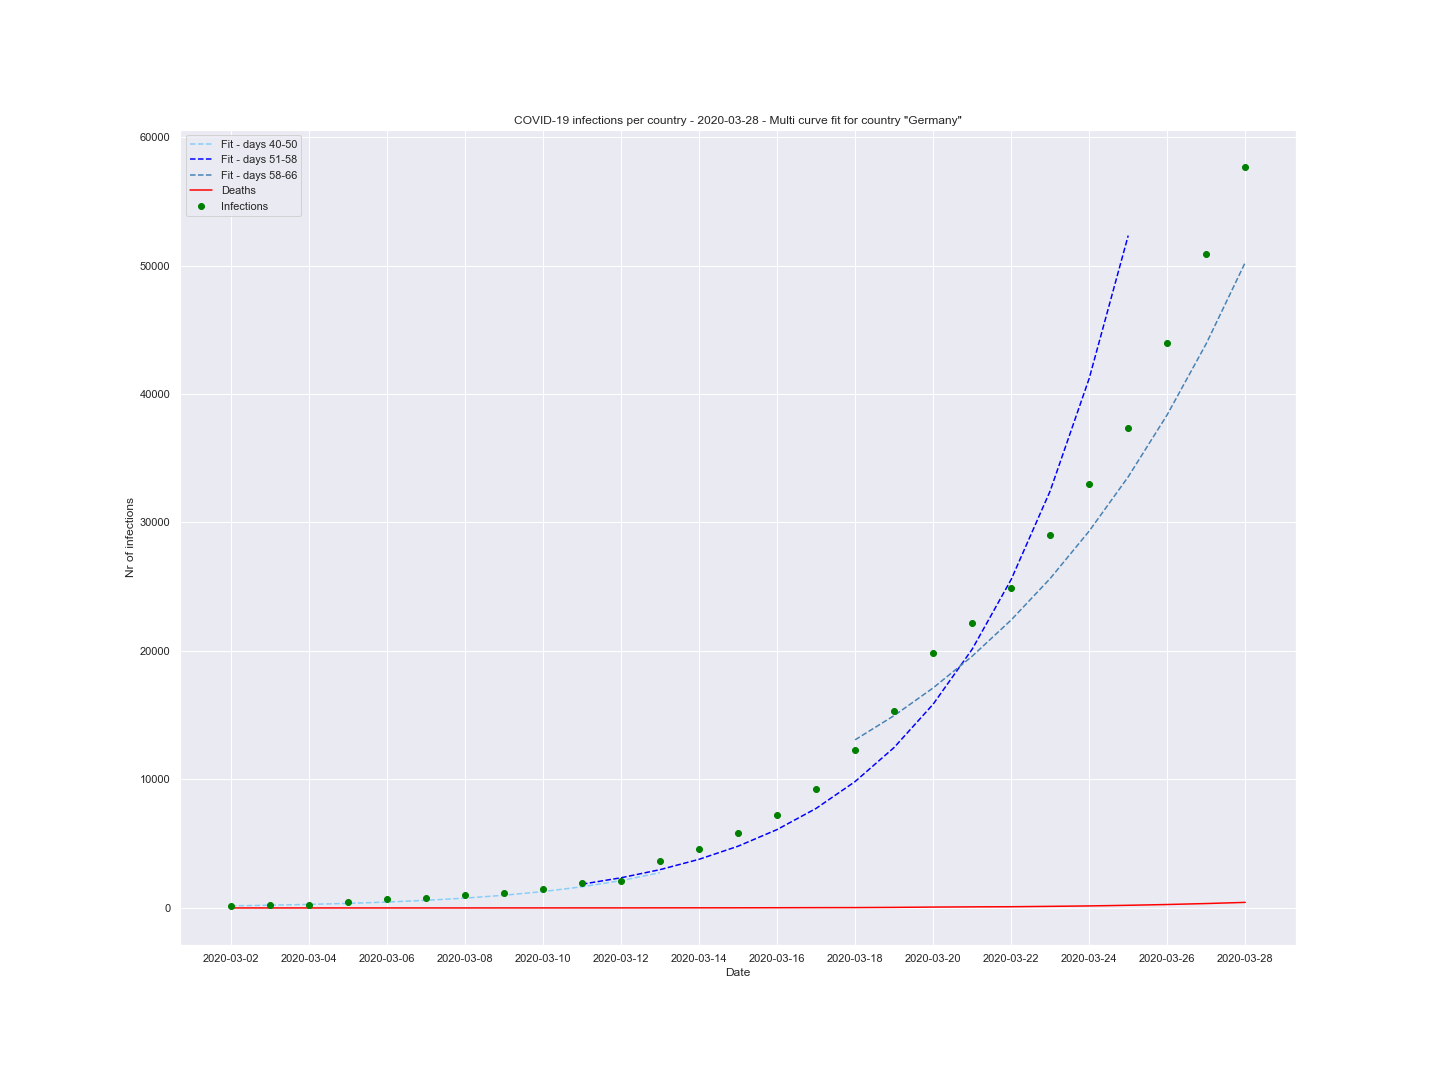 COVID-19 infections per country - 2020-03-28 - Multi curve fit for country "Germany"
Fit - days 40-50
Fit - days 51-58
Fit - days 58-66
Deaths
Infections
60000
50000
40000
30000
20000
10000
0
Nr of infections
2020-03-02 2020-03-04 2020-03-06 2020-03-08 2020-03-10 2020-03-12 2020-03-14 2020-03-16 2020-03-18 2020-03-20 2020-03-22 2020-03-24 2020-03-26 2020-03-28
Date